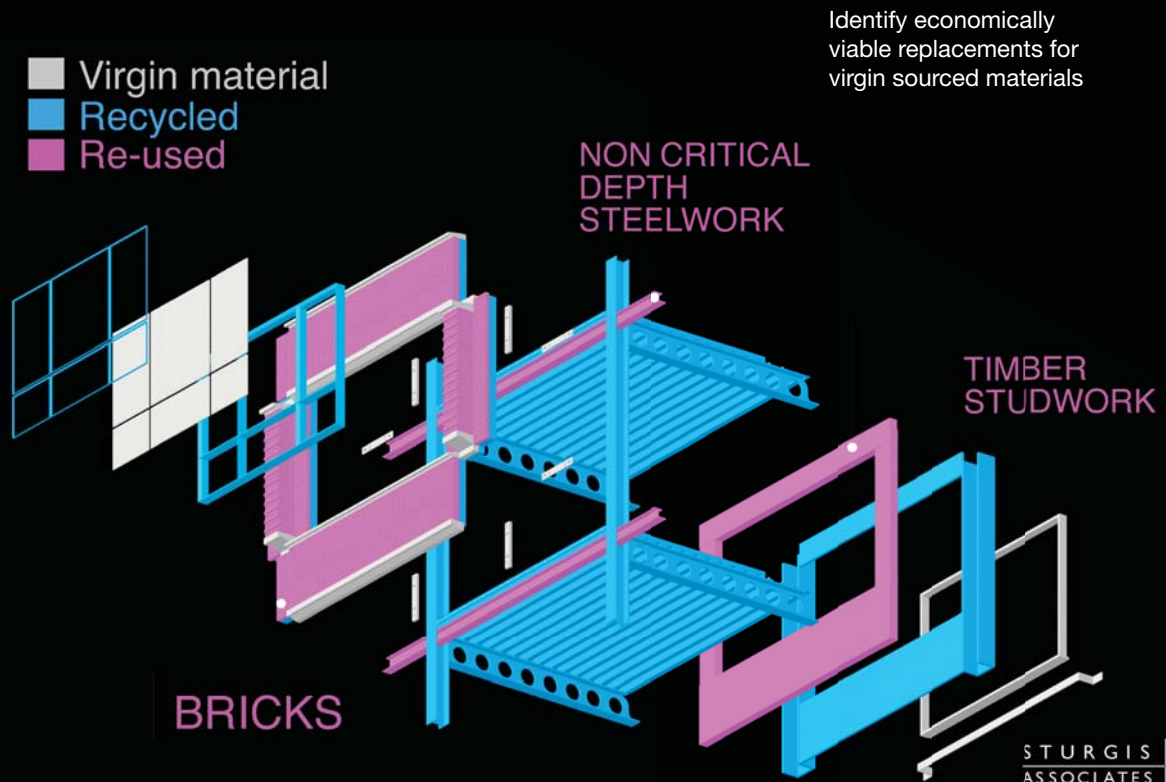 Identify economically
viable replacements for
virgin sourced materials
Virgin material
Recycled
Re-used
NON CRITICAL
DEPTH
STEELWORK
TIMBER
STUDWORK
BRICKS
STURGIS
ASSOCIATES